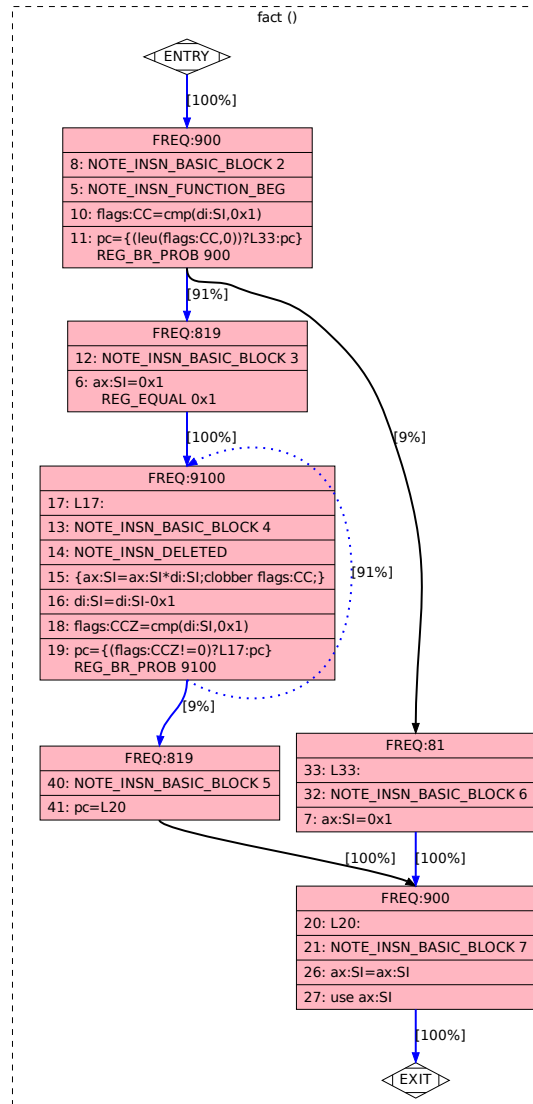 fact ()
ENTRY
[100%]
FREQ:900
8: NOTE_INSN_BASIC_BLOCK 2
5: NOTE_INSN_FUNCTION_BEG
10: flags:CC=cmp(di:SI,0x1)
11: pc={(leu(flags:CC,0))?L33:pc}
REG_BR_PROB 900
[91%]
FREQ:819
12: NOTE_INSN_BASIC_BLOCK 3
6: ax:SI=0x1
REG_EQUAL 0x1
[100%]
[9%]
FREQ:9100
17: L17:
13: NOTE_INSN_BASIC_BLOCK 4
14: NOTE_INSN_DELETED
15: {ax:SI=ax:SI*di:SI;clobber flags:CC;}
16: di:SI=di:SI-0x1
18: flags:CCZ=cmp(di:SI,0x1)
19: pc={(flags:CCZ!=0)?L17:pc}
REG_BR_PROB 9100
[91%]
[9%]
FREQ:819
40: NOTE_INSN_BASIC_BLOCK 5
41: pc=L20
FREQ:81
33: L33:
32: NOTE_INSN_BASIC_BLOCK 6
7: ax:SI=0x1
[100%]
[100%]
FREQ:900
20: L20:
21: NOTE_INSN_BASIC_BLOCK 7
26: ax:SI=ax:SI
27: use ax:SI
[100%]
EXIT